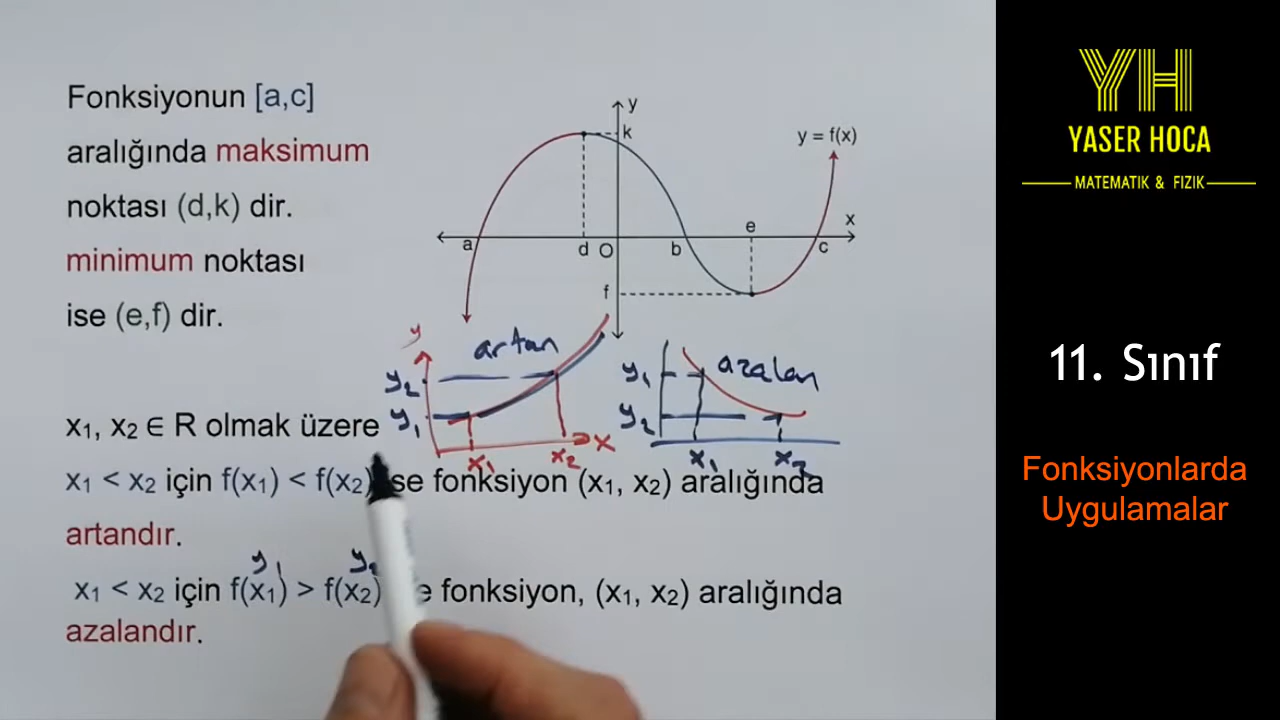 Fonksiyonun [a,c]
aralığında maksimum
noktası (d,k) dir.
minimum noktası
ise (e,f) dir.
y
k
y = f(x)
x
a
d
O
b
e
c
f
y
artan
y₂
y₁
x₁
x₂
x
azalan
y₁
y₂
x₁
x₂
x₁, x₂ ∈ R olmak üzere
x₁ < x₂ için f(x₁) < f(x₂) ise fonksiyon (x₁, x₂) aralığında
artandır.
y₁
x₁ < x₂ için f(x₁) > f(x₂) fonksiyon, (x₁, x₂) aralığında
azalandır.
YH
YASER HOCA
MATEMATIK & FIZIK
11. Sınıf
Fonksiyonlarda
Uygulamalar